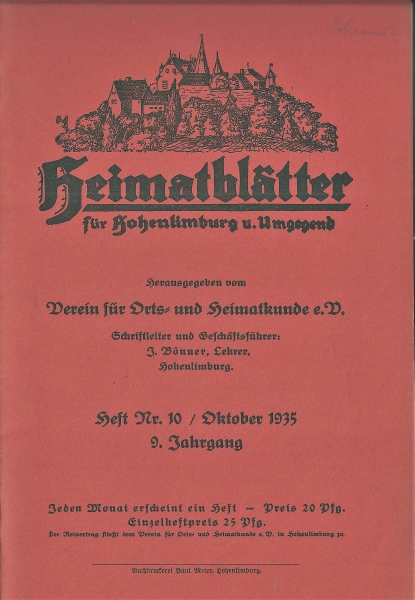 Heimatblätter
für Hohenlimburg u. Umgegend
Herausgegeben vom
Verein für Orts- und Heimatkunde e.V.
Schriftleiter und Geschäftsführer:
J. Bönner, Lehrer,
Hohenlimburg.
Heft Nr. 10 / Oktober 1935
9. Jahrgang
Jeden Monat erscheint ein Heft — Preis 20 Pfg.
Einzelheftpreis 25 Pfg.
Der Reinertrag fließt dem Verein für Orts- und Heimatkunde e.V. in Hohenlimburg zu.
Buchdruckerei Paul Meier, Hohenlimburg.